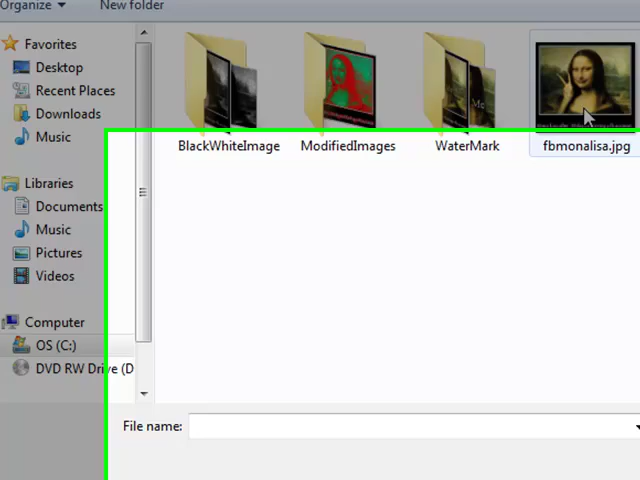 Organize
New folder
Favorites
Desktop
Recent Places
Downloads
Music
Libraries
Documents
Music
Pictures
Videos
Computer
OS (C:)
DVD RW Drive (D
BlackWhiteImage
ModifiedImages
WaterMark
fbmonalisa.jpg
File name: